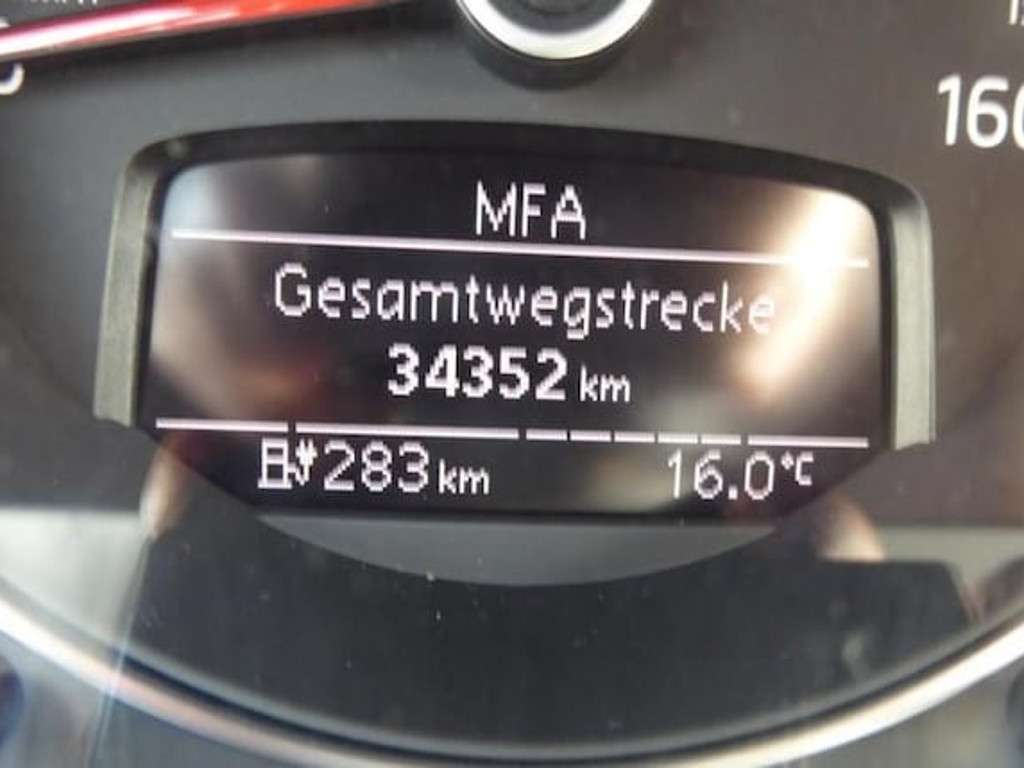 MFA
Gesamtwegstrecke
34352 km
283 km
16.0°C